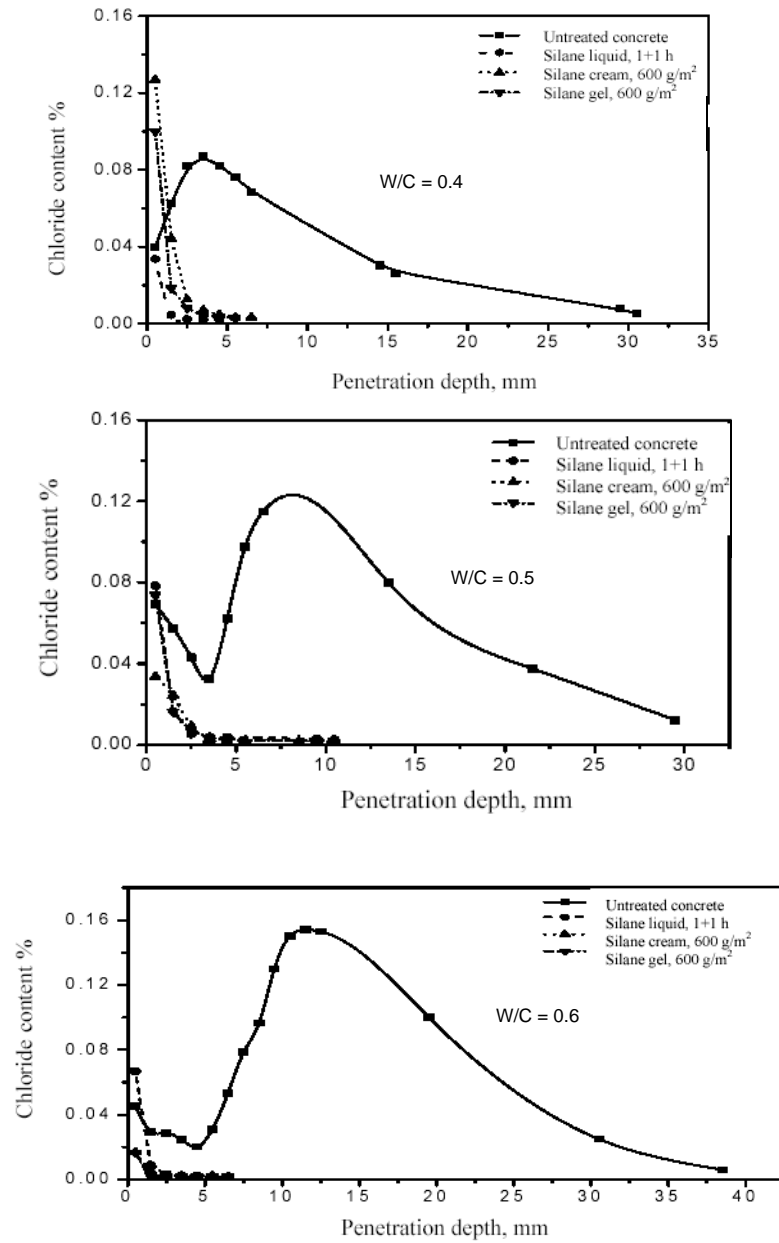 0.16
0.12
0.08
0.04
0.00
Chloride content %
Untreated concrete
Silane liquid, 1+1 h
Silane cream, 600 g/m²
Silane gel, 600 g/m²
W/C = 0.4
0 5 10 15 20 25 30 35
Penetration depth, mm
0.16
0.12
0.08
0.04
0.00
Chloride content %
Untreated concrete
Silane liquid, 1+1 h
Silane cream, 600 g/m²
Silane gel, 600 g/m²
W/C = 0.5
0 5 10 15 20 25 30
Penetration depth, mm
0.16
0.12
0.08
0.04
0.00
Chloride content %
Untreated concrete
Silane liquid, 1+1 h
Silane cream, 600 g/m²
Silane gel, 600 g/m²
W/C = 0.6
0 5 10 15 20 25 30 35 40
Penetration depth, mm